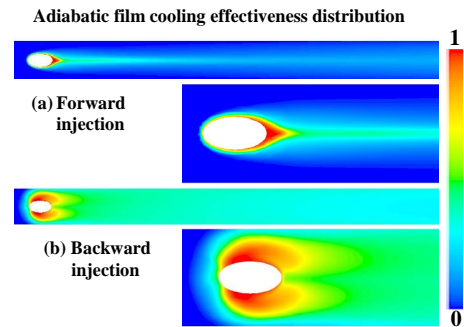 Adiabatic film cooling effectiveness distribution
1
(a) Forward
injection
(b) Backward
injection
0